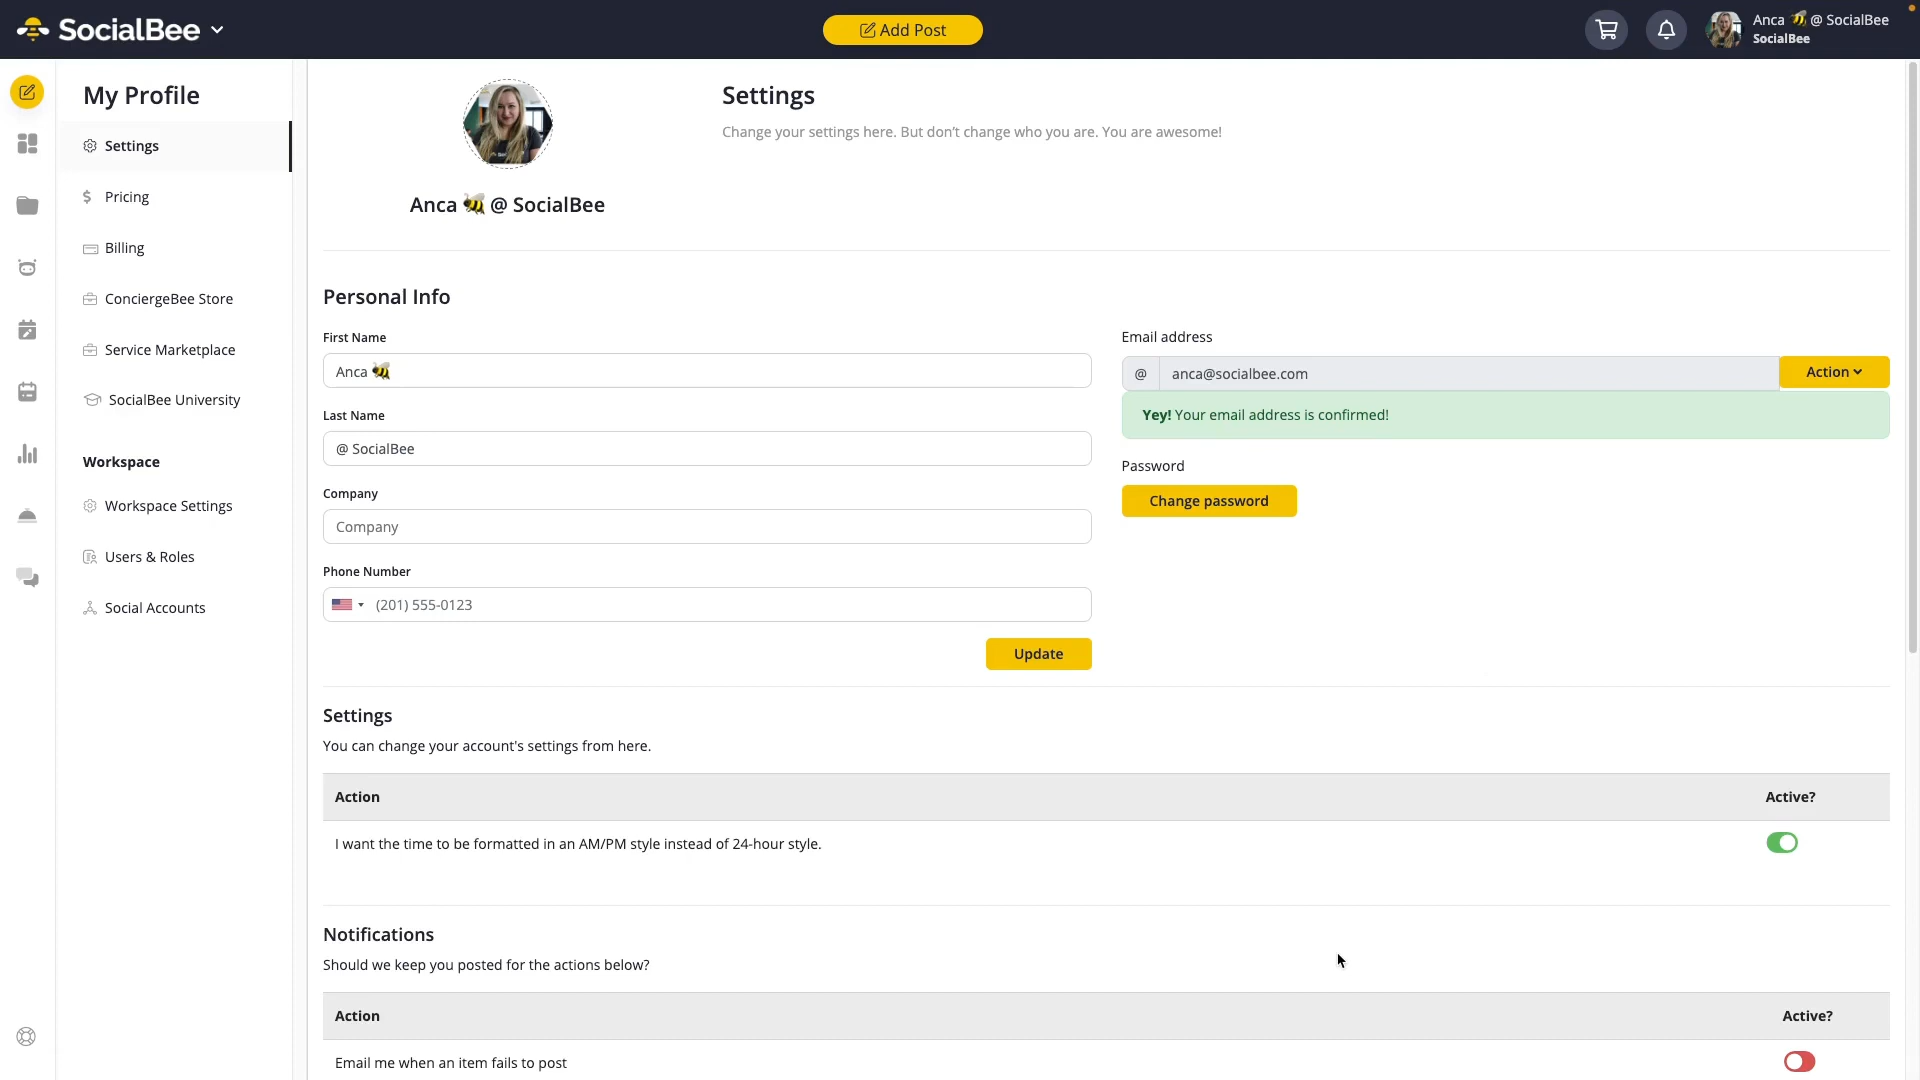 SocialBee
Add Post
Anca 🐝 @ SocialBee
SocialBee
My Profile
Settings
Pricing
Billing
ConciergeBee Store
Service Marketplace
SocialBee University
Workspace
Workspace Settings
Users & Roles
Social Accounts
Settings
Change your settings here. But don't change who you are. You are awesome!
Anca 🐝 @ SocialBee
Personal Info
First Name
Anca 🐝
Last Name
@ SocialBee
Company
Company
Phone Number
(201) 555-0123
Update
Email address
@ anca@socialbee.com
Action
Yey! Your email address is confirmed!
Password
Change password
Settings
You can change your account's settings from here.
Action Active?
I want the time to be formatted in an AM/PM style instead of 24-hour style.
Notifications
Should we keep you posted for the actions below?
Action Active?
Email me when an item fails to post